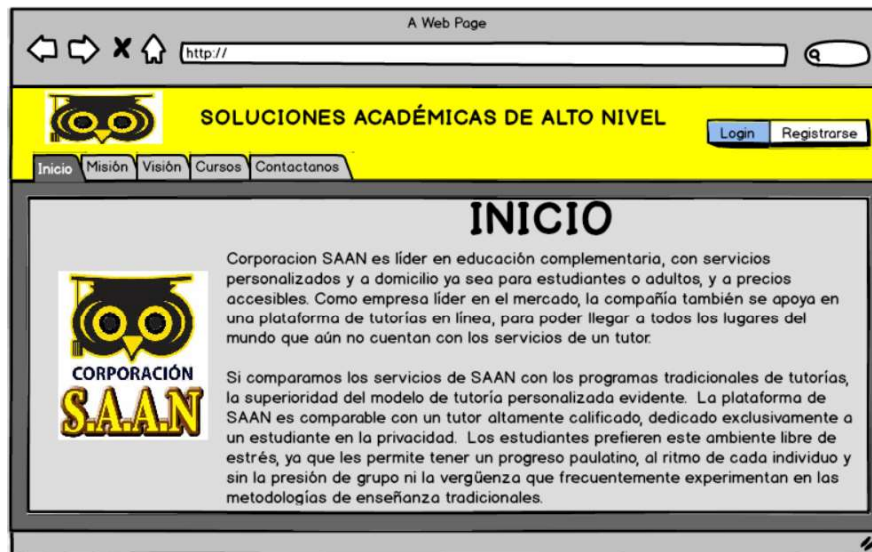 A Web Page
http://
SOLUCIONES ACADÉMICAS DE ALTO NIVEL
Login Registrarse
Inicio Misión Visión Cursos Contactanos
INICIO
Corporacion SAAN es líder en educación complementaria, con servicios
personalizados y a domicilio ya sea para estudiantes o adultos, y a precios
accesibles. Como empresa líder en el mercado, la compañía también se apoya en
una plataforma de tutorías en línea, para poder llegar a todos los lugares del
mundo que aún no cuentan con los servicios de un tutor.
Si comparamos los servicios de SAAN con los programas tradicionales de tutorías,
la superioridad del modelo de tutoría personalizada evidente. La plataforma de
SAAN es comparable con un tutor altamente calificado, dedicado exclusivamente a
un estudiante en la privacidad. Los estudiantes prefieren este ambiente libre de
estrés, ya que les permite tener un progreso paulatino, al ritmo de cada individuo y
sin la presión de grupo ni la vergüenza que frecuentemente experimentan en las
metodologías de enseñanza tradicionales.
CORPORACIÓN
S.A.A.N